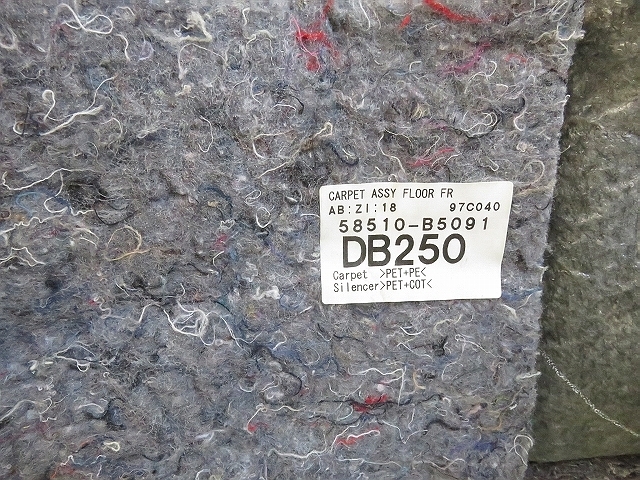 CARPET ASSY FLOOR FR
AB:ZI:18 97C040
58510-B5091
DB250
Carpet >PET+PE<
Silencer>PET+COT<